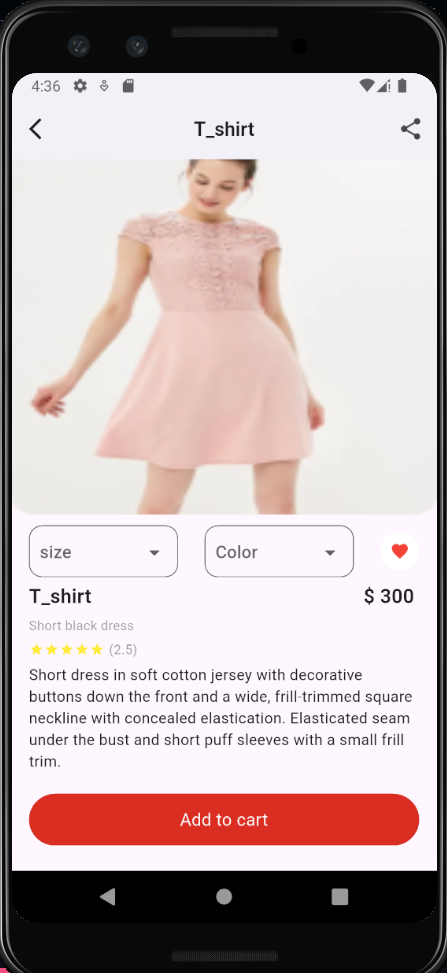 4:36
T_shirt
size
Color
T_shirt
$ 300
Short black dress
(2.5)
Short dress in soft cotton jersey with decorative
buttons down the front and a wide, frill-trimmed square
neckline with concealed elastication. Elasticated seam
under the bust and short puff sleeves with a small frill
trim.
Add to cart